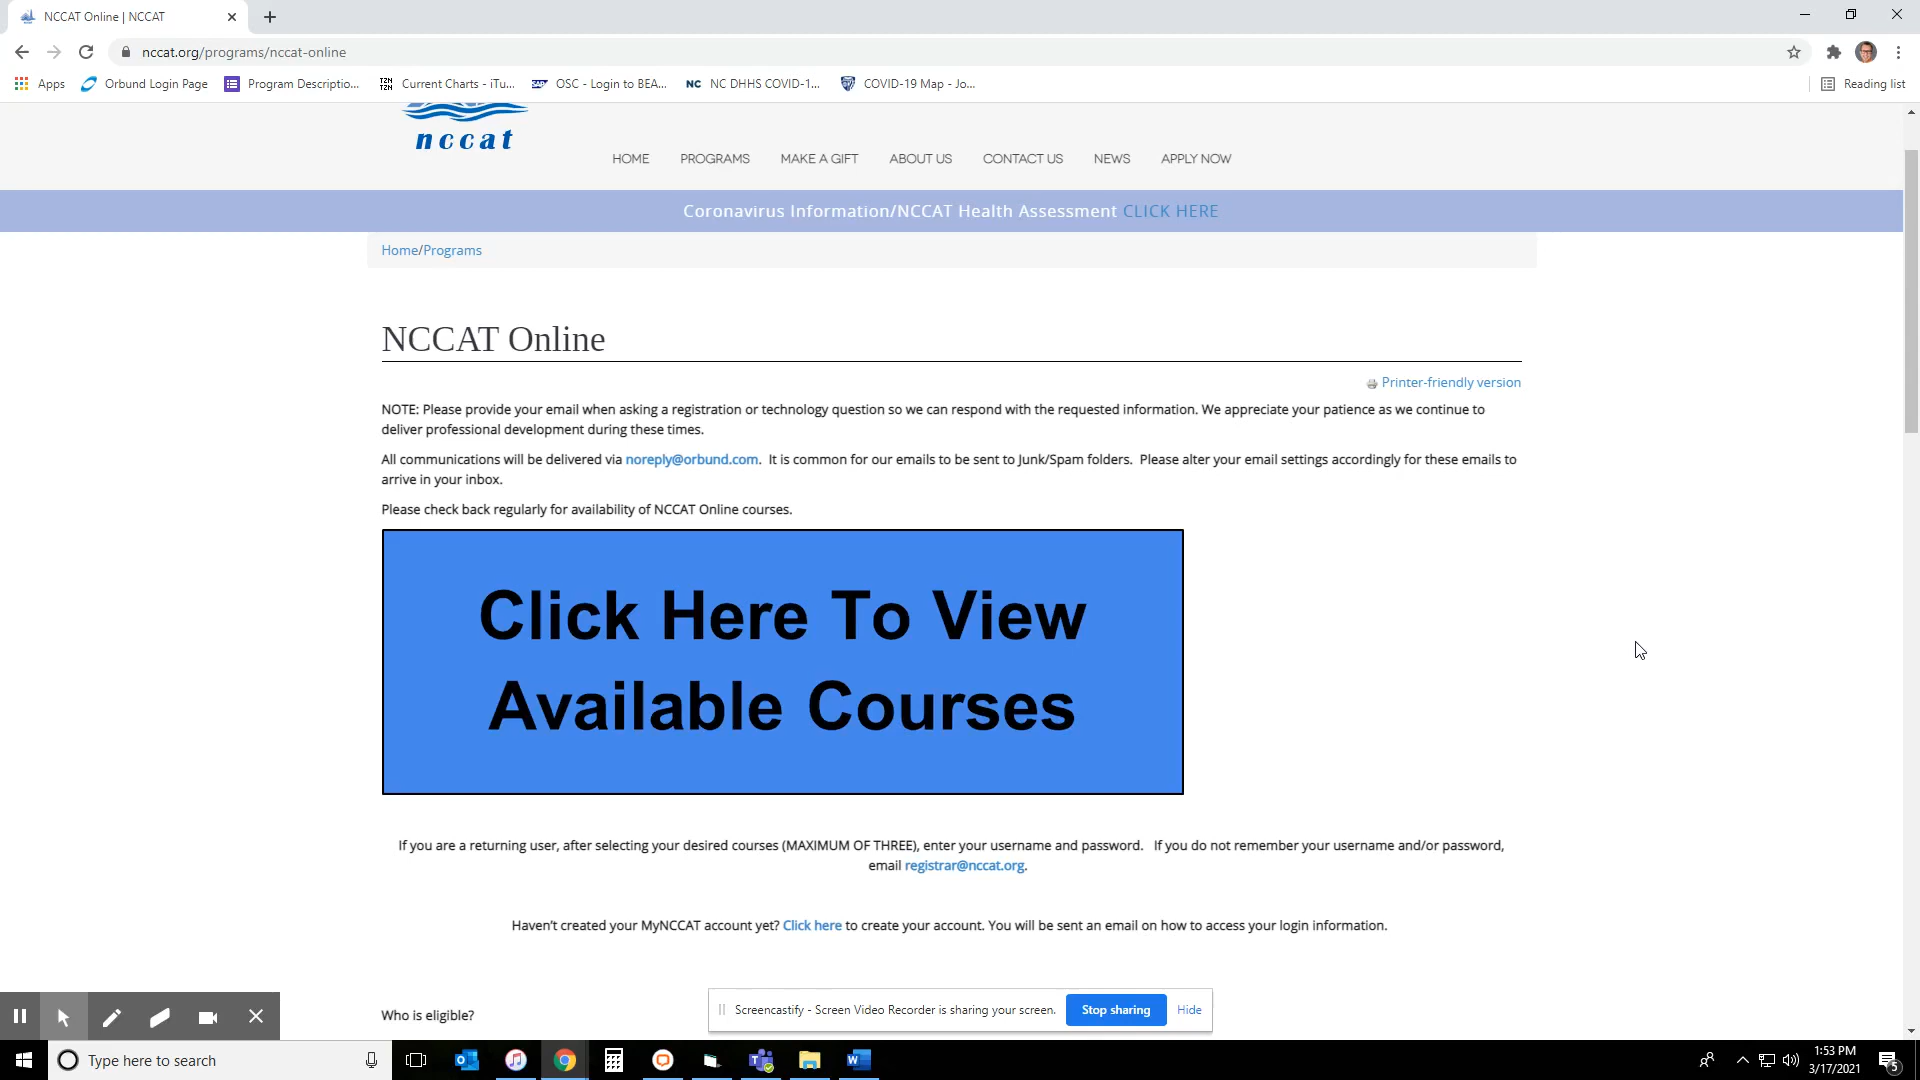 NCCAT Online | NCCAT
nccat.org/programs/nccat-online
Apps
Orbund Login Page
Program Descriptio...
TZN
TZN
Current Charts - iTu...
SAP
OSC - Login to BEA...
NC
NC DHHS COVID-1...
COVID-19 Map - Jo...
Reading list
nccat
HOME
PROGRAMS
MAKE A GIFT
ABOUT US
CONTACT US
NEWS
APPLY NOW
Coronavirus Information/NCCAT Health Assessment CLICK HERE
Home/Programs
NCCAT Online
Printer-friendly version
NOTE: Please provide your email when asking a registration or technology question so we can respond with the requested information. We appreciate your patience as we continue to
deliver professional development during these times.
All communications will be delivered via noreply@orbund.com. It is common for our emails to be sent to Junk/Spam folders. Please alter your email settings accordingly for these emails to
arrive in your inbox.
Please check back regularly for availability of NCCAT Online courses.
Click Here To View
Available Courses
If you are a returning user, after selecting your desired courses (MAXIMUM OF THREE), enter your username and password. If you do not remember your username and/or password,
email registrar@nccat.org.
Haven't created your MyNCCAT account yet? Click here to create your account. You will be sent an email on how to access your login information.
Who is eligible?
Screencastify - Screen Video Recorder is sharing your screen.
Stop sharing
Hide
Type here to search
1:53 PM
3/17/2021
5